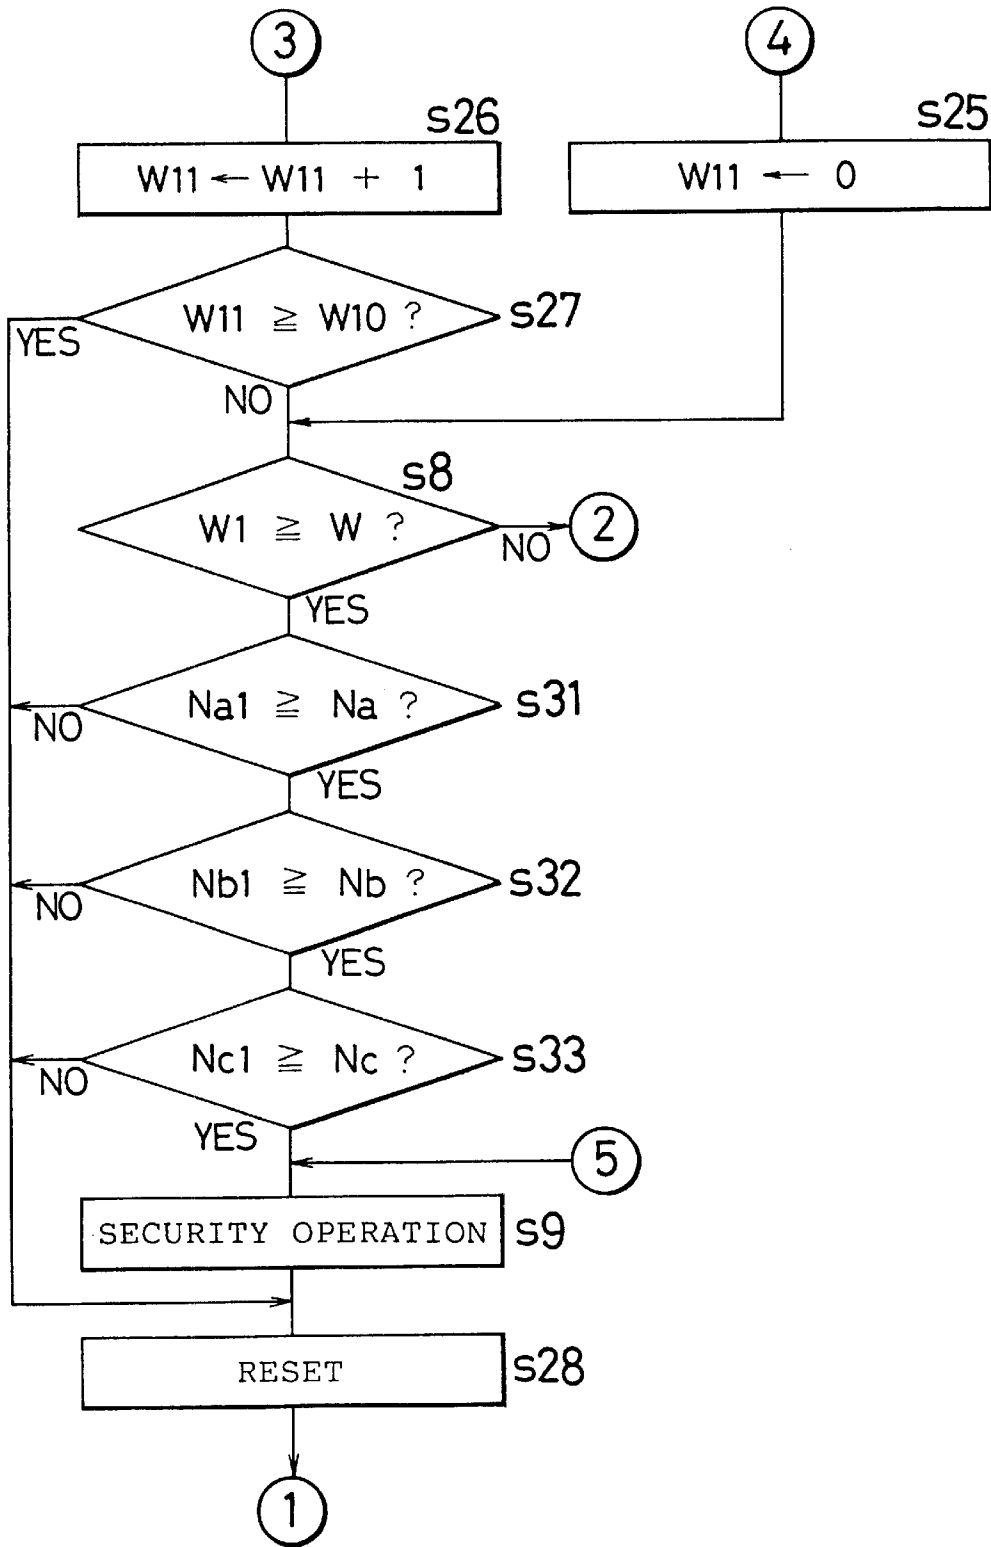 3
4
s26
s25
W11 ← W11 + 1
W11 ← 0
W11 ≧ W10 ?
s27
YES
NO
s8
W1 ≧ W ?
2
NO
YES
Na1 ≧ Na ?
s31
NO
YES
Nb1 ≧ Nb ?
s32
NO
YES
Nc1 ≧ Nc ?
s33
NO
YES
5
SECURITY OPERATION
s9
RESET
s28
1